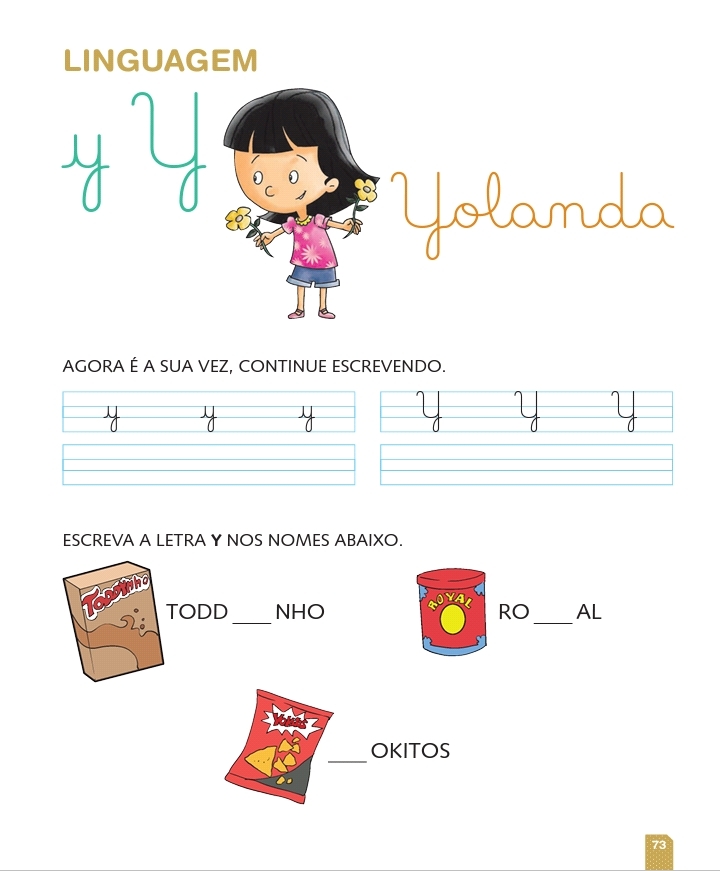 LINGUAGEM
y Y
Yolanda
AGORA É A SUA VEZ, CONTINUE ESCREVENDO.
y y y Y Y Y
ESCREVA A LETRA Y NOS NOMES ABAIXO.
TODDYNHO
TODD ____ NHO
ROYAL
RO ____ AL
____ OKITOS
73